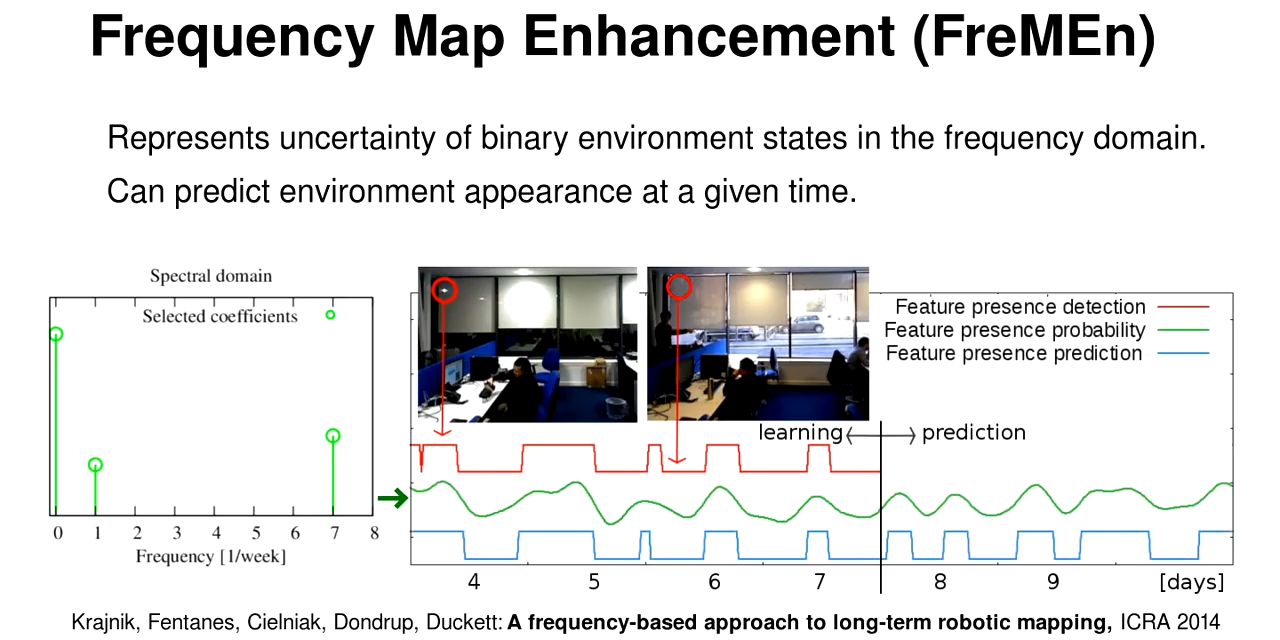 Frequency Map Enhancement (FreMEn)
Represents uncertainty of binary environment states in the frequency domain.
Can predict environment appearance at a given time.
Spectral domain
Selected coefficients
0 1 2 3 4 5 6 7 8
Frequency [1/week]
Feature presence detection
Feature presence probability
Feature presence prediction
learning prediction
4 5 6 7 8 9 [days]
Krajnik, Fentanes, Cielniak, Dondrup, Duckett: A frequency-based approach to long-term robotic mapping, ICRA 2014